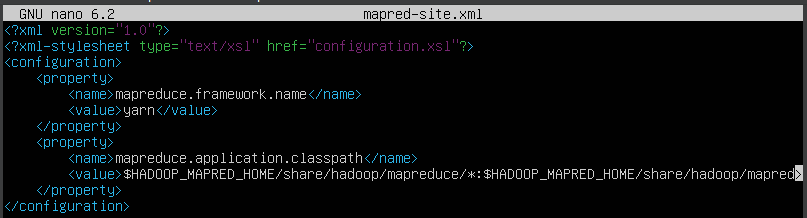 GNU nano 6.2 mapred-site.xml
<?xml version="1.0"?>
<?xml-stylesheet type="text/xsl" href="configuration.xsl"?>
<configuration>
    <property>
        <name>mapreduce.framework.name</name>
        <value>yarn</value>
    </property>
    <property>
        <name>mapreduce.application.classpath</name>
        <value>$HADOOP_MAPRED_HOME/share/hadoop/mapreduce/*:$HADOOP_MAPRED_HOME/share/hadoop/mapred>
    </property>
</configuration>